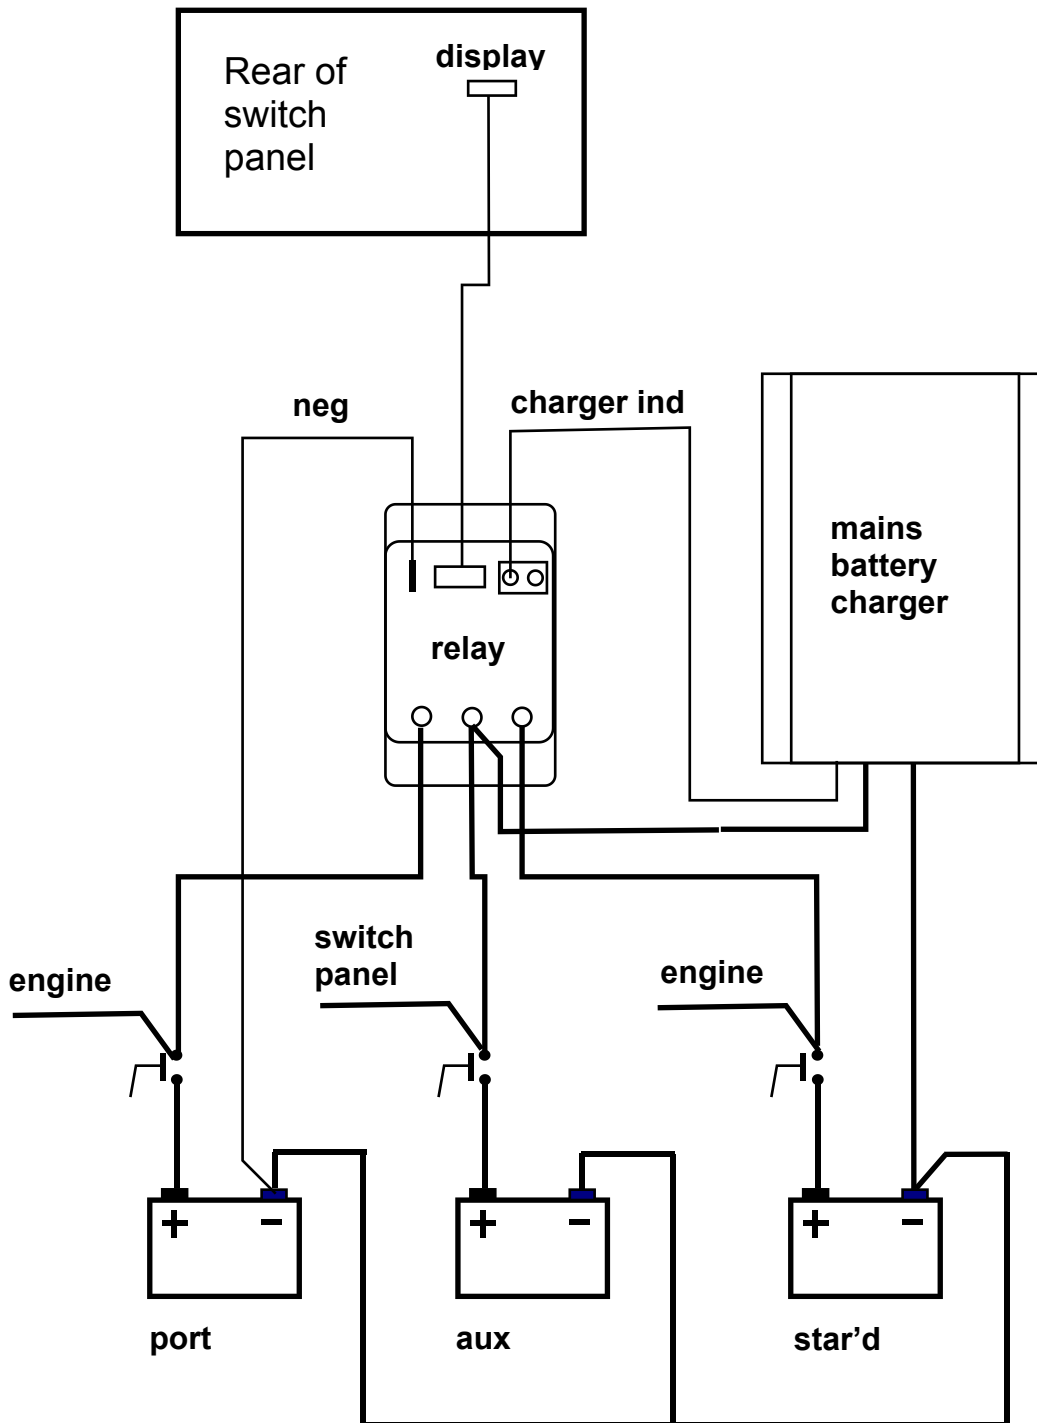 Rear of
switch
panel
display
neg
charger ind
mains
battery
charger
relay
switch
panel
engine
engine
+ −
+ −
+ −
port
aux
star’d